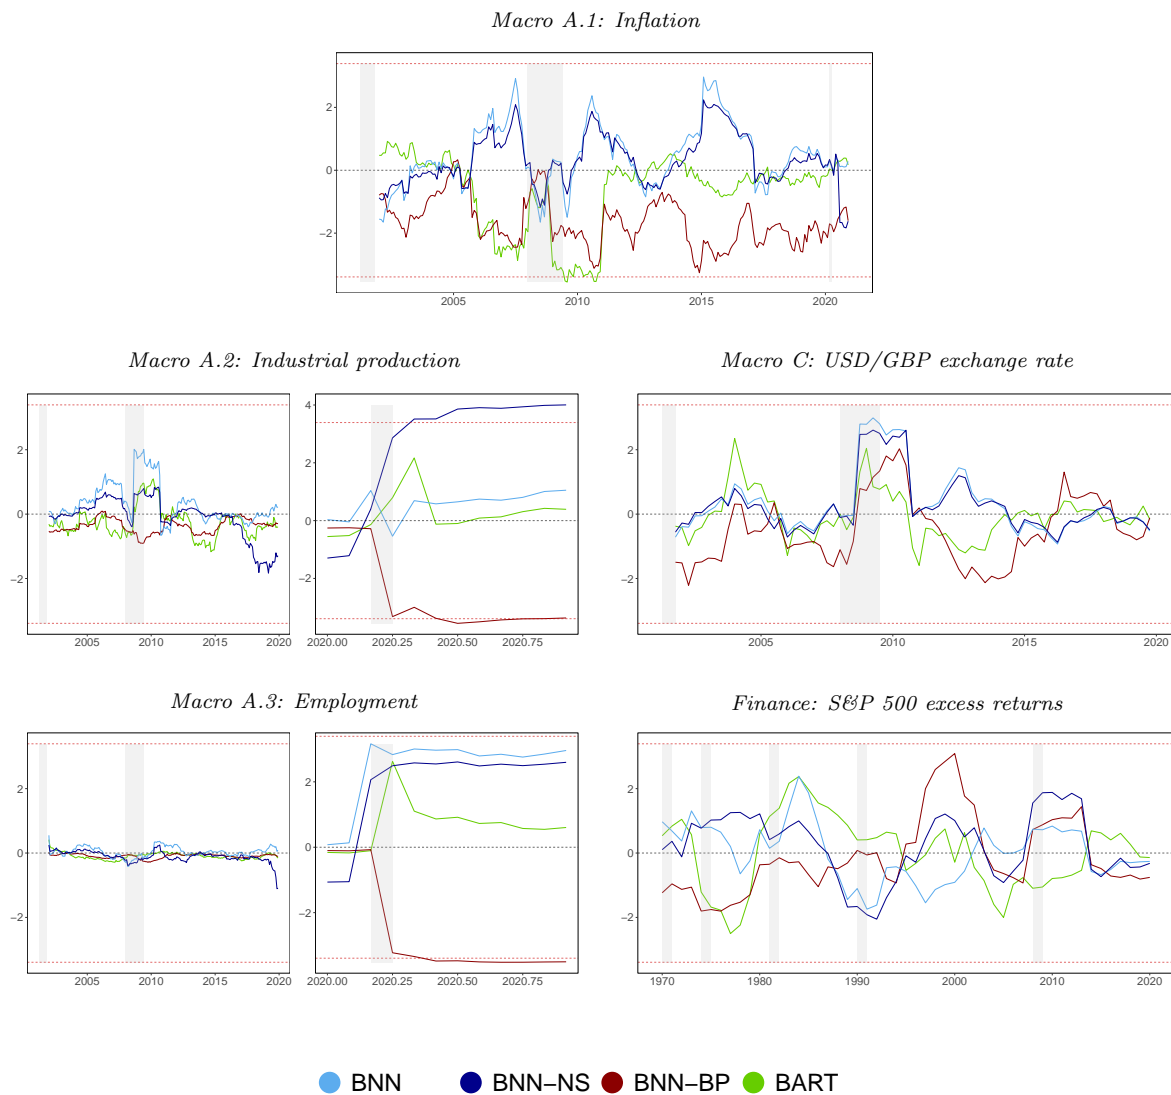 Macro A.1: Inflation
2
0
−2
2005 2010 2015 2020
Macro A.2: Industrial production
2
0
−2
2005 2010 2015 2020
4
2
0
−2
2020.00 2020.25 2020.50 2020.75
Macro C: USD/GBP exchange rate
2
0
−2
2005 2010 2015 2020
Macro A.3: Employment
2
0
−2
2005 2010 2015 2020
2
0
−2
2020.00 2020.25 2020.50 2020.75
Finance: S&P 500 excess returns
2
0
−2
1970 1980 1990 2000 2010 2020
BNN BNN−NS BNN−BP BART